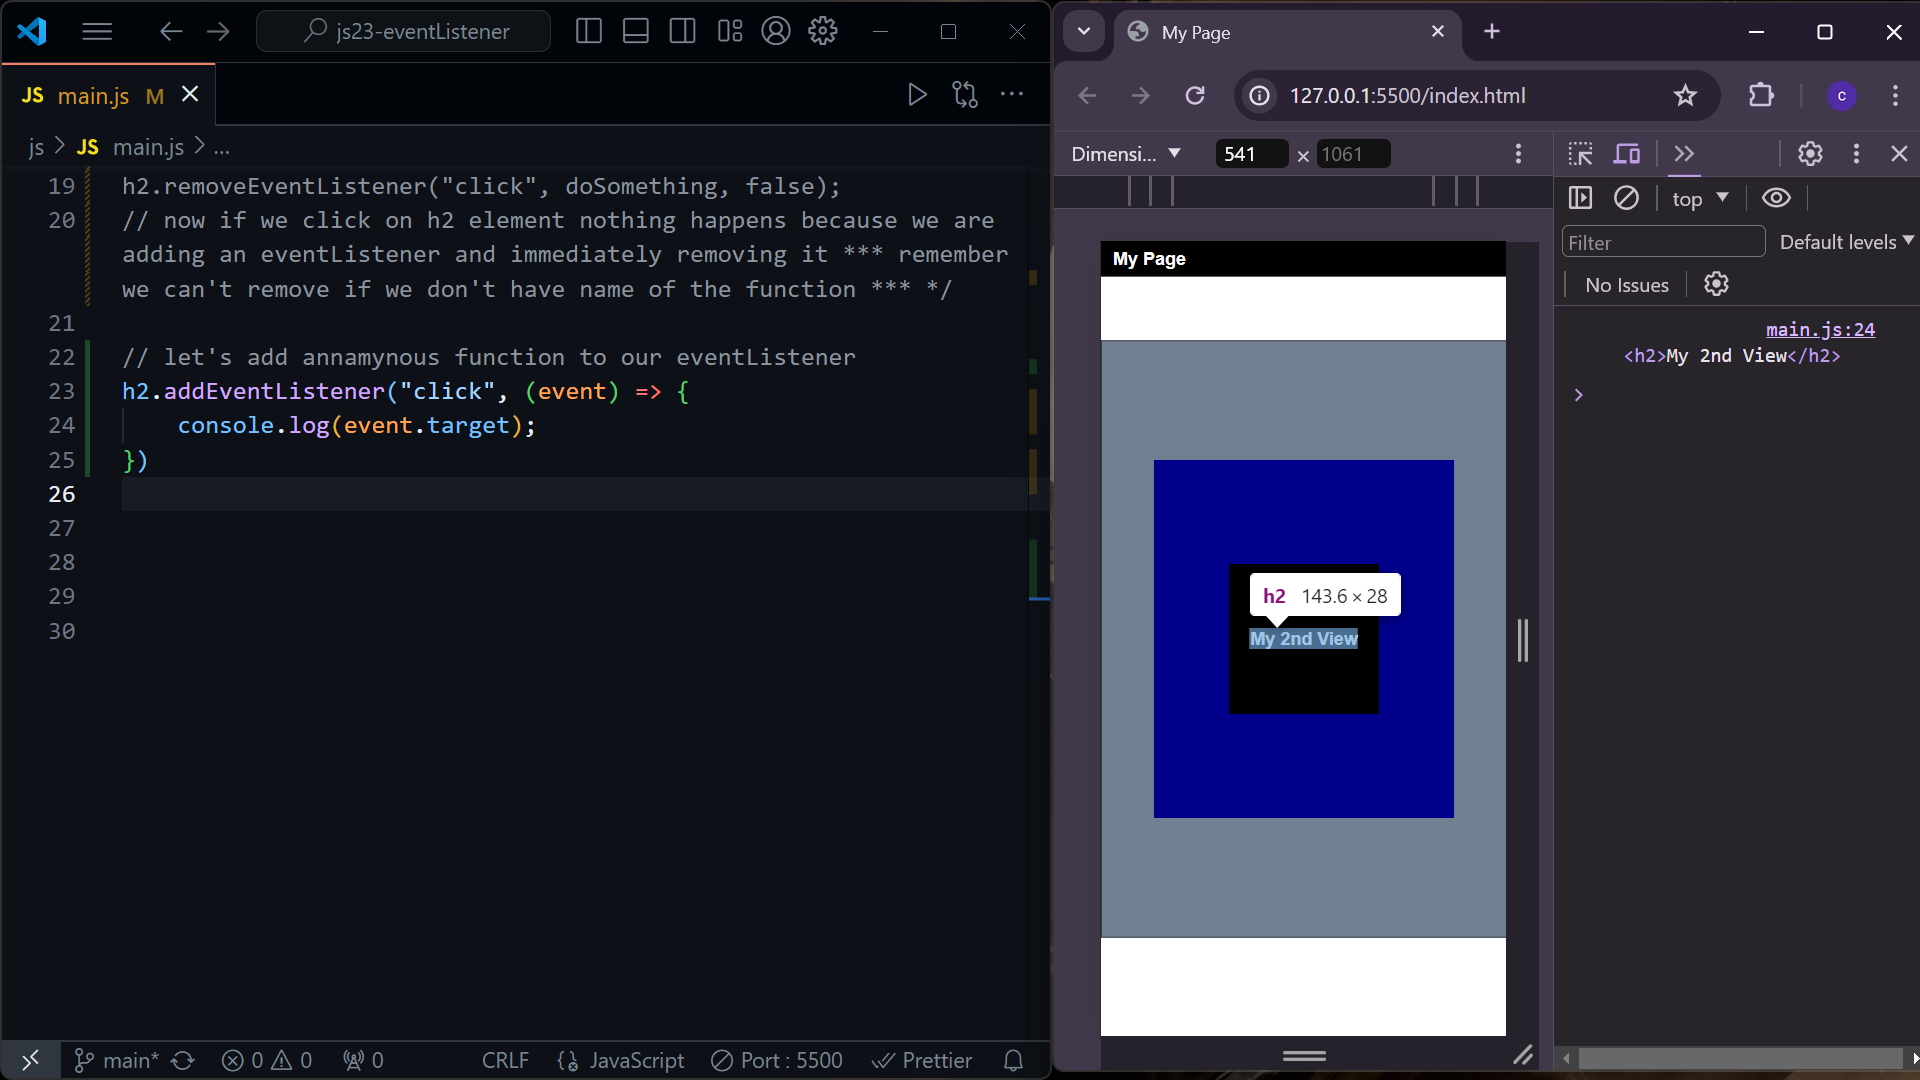 js23-eventListener
JS main.js M
js > JS main.js > ...
19 h2.removeEventListener("click", doSomething, false);
20 // now if we click on h2 element nothing happens because we are
adding an eventListener and immediately removing it *** remember
we can't remove if we don't have name of the function *** */
21
22 // let's add annamynous function to our eventListener
23 h2.addEventListener("click", (event) => {
24 console.log(event.target);
25 })
26
27
28
29
30
main* 0 0 0 CRLF JavaScript Port : 5500 Prettier
My Page
127.0.0.1:5500/index.html
c
Dimensi... 541 × 1061
My Page
h2 143.6 × 28
My 2nd View
top
Filter Default levels
No Issues
main.js:24
<h2>My 2nd View</h2>